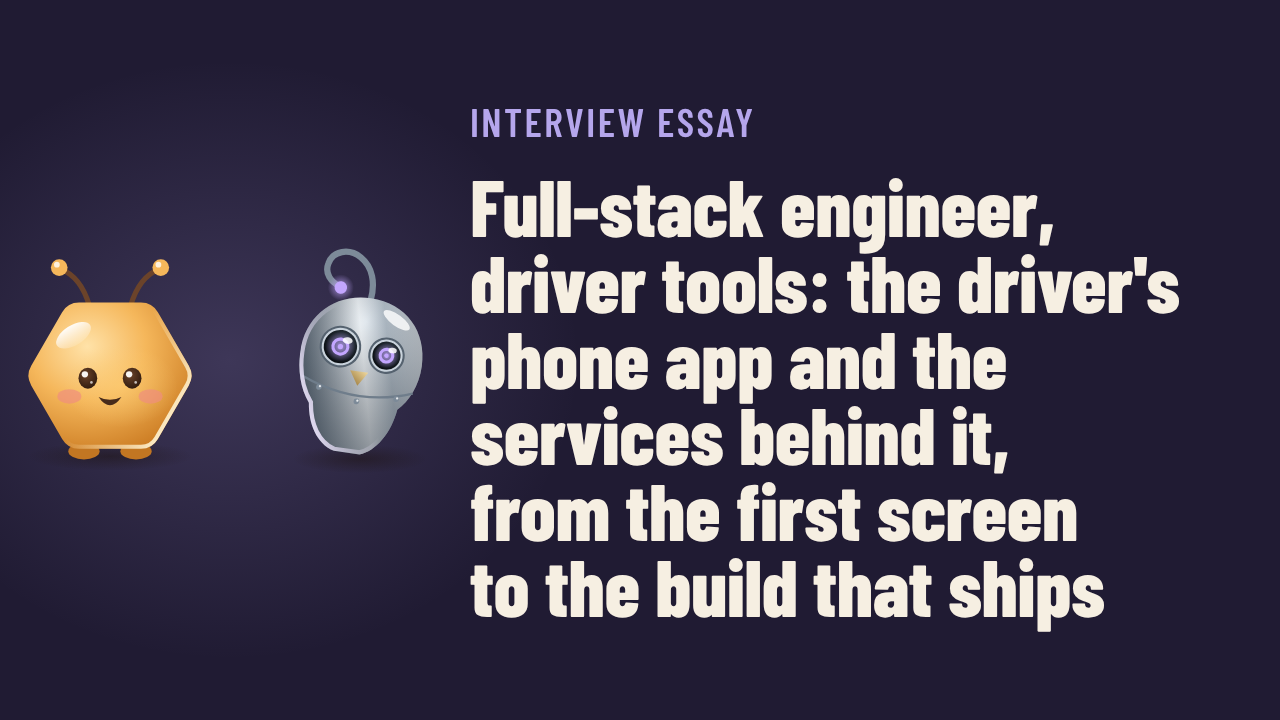 INTERVIEW ESSAY
Full-stack engineer,
driver tools: the driver's
phone app and the
services behind it,
from the first screen
to the build that ships